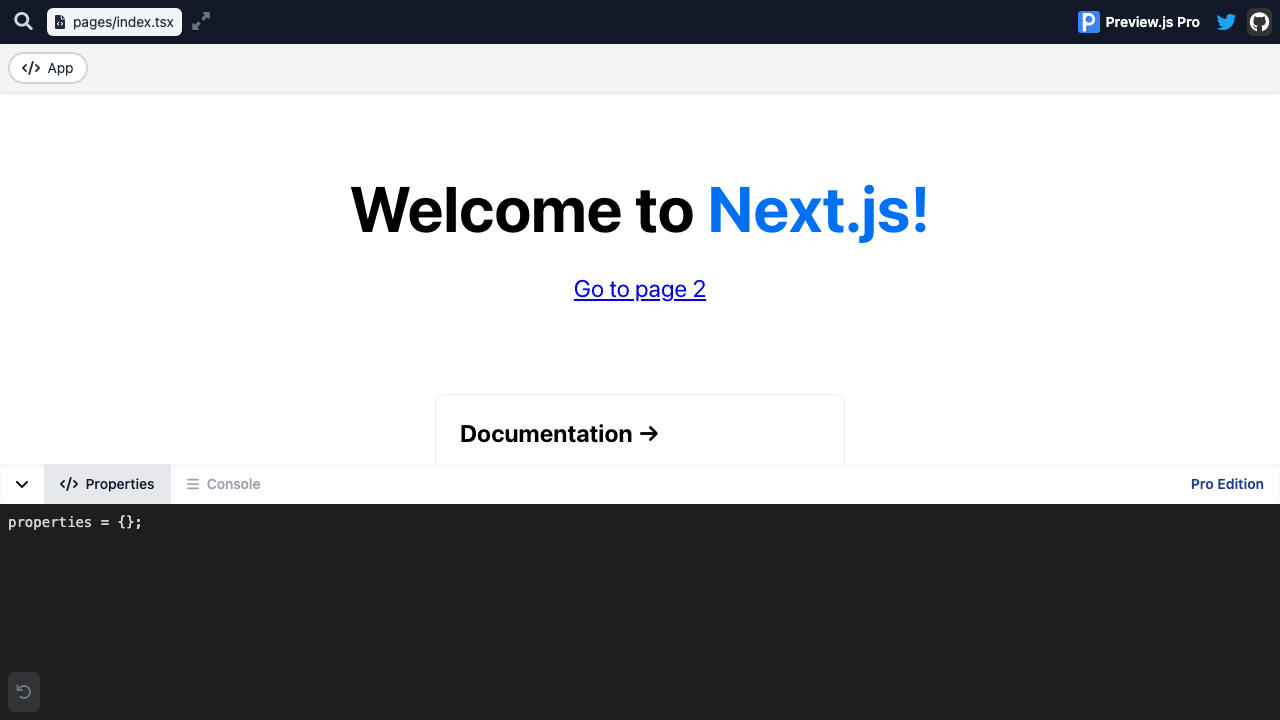 pages/index.tsx
Preview.js Pro
App
Welcome to Next.js!
Go to page 2
Documentation →
Properties
Console
Pro Edition
properties = {};